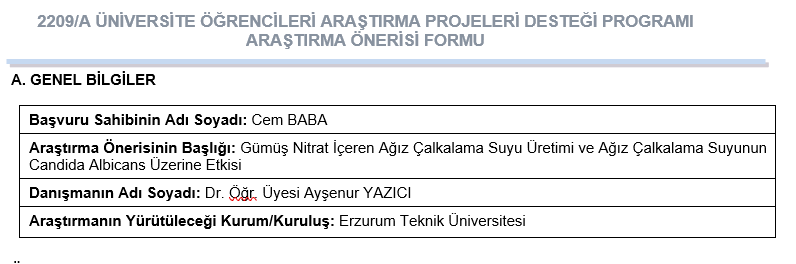 2209/A ÜNİVERSİTE ÖĞRENCİLERİ ARAŞTIRMA PROJELERİ DESTEĞİ PROGRAMI
ARAŞTIRMA ÖNERİSİ FORMU
A. GENEL BİLGİLER
Başvuru Sahibinin Adı Soyadı: Cem BABA
Araştırma Önerisinin Başlığı: Gümüş Nitrat İçeren Ağız Çalkalama Suyu Üretimi ve Ağız Çalkalama Suyunun
Candida Albicans Üzerine Etkisi
Danışmanın Adı Soyadı: Dr. Öğr. Üyesi Ayşenur YAZICI
Araştırmanın Yürütüleceği Kurum/Kuruluş: Erzurum Teknik Üniversitesi